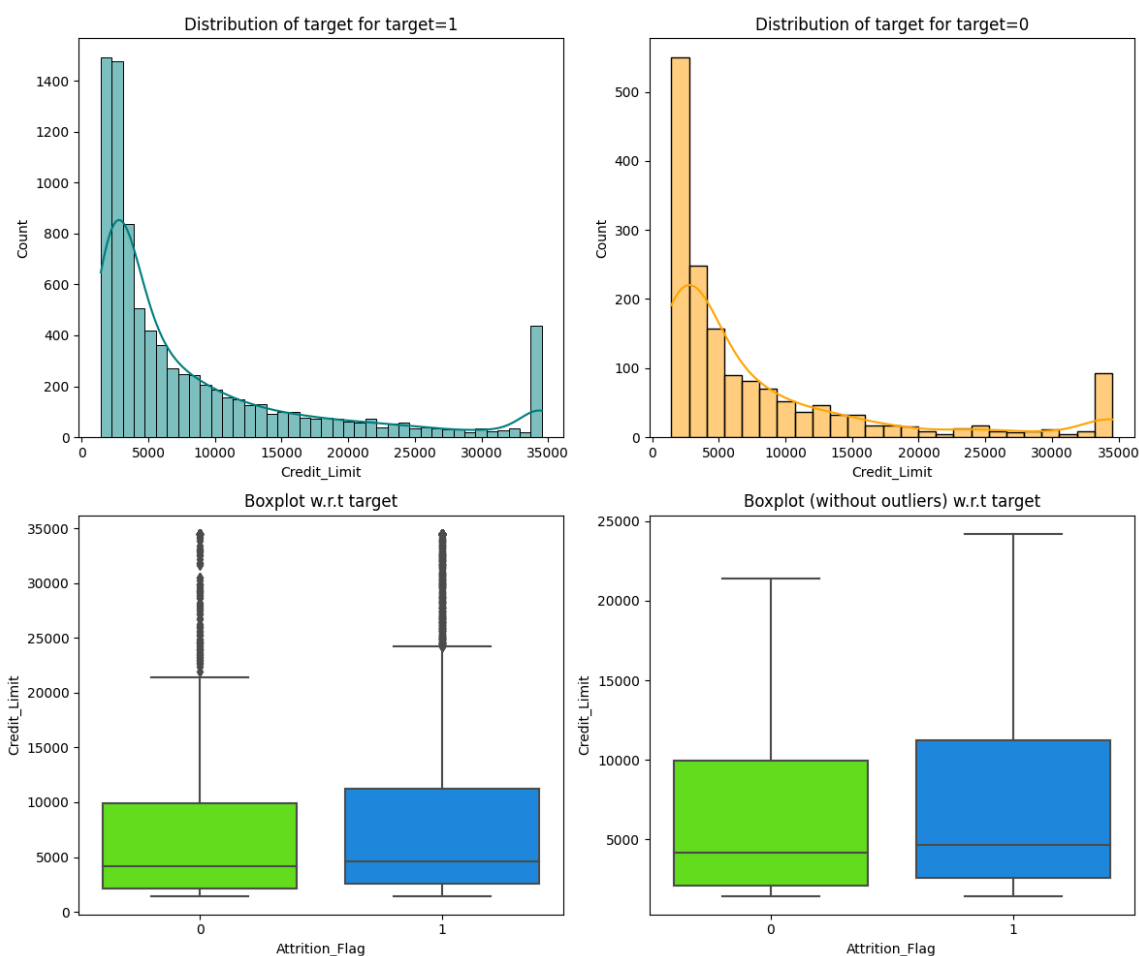 Distribution of target for target=1
Count
1400
1200
1000
800
600
400
200
0
0 5000 10000 15000 20000 25000 30000 35000
Credit_Limit
Distribution of target for target=0
Count
500
400
300
200
100
0
0 5000 10000 15000 20000 25000 30000 35000
Credit_Limit
Boxplot w.r.t target
Credit_Limit
35000
30000
25000
20000
15000
10000
5000
0
0 1
Attrition_Flag
Boxplot (without outliers) w.r.t target
Credit_Limit
25000
20000
15000
10000
5000
0 1
Attrition_Flag